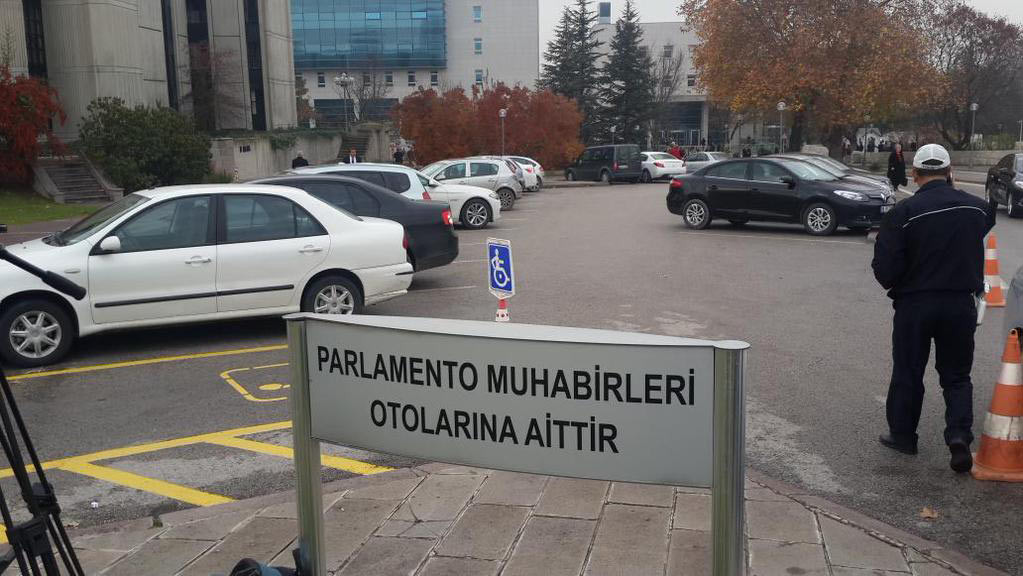 PARLAMENTO MUHABİRLERİ
OTOLARINA AİTTİR